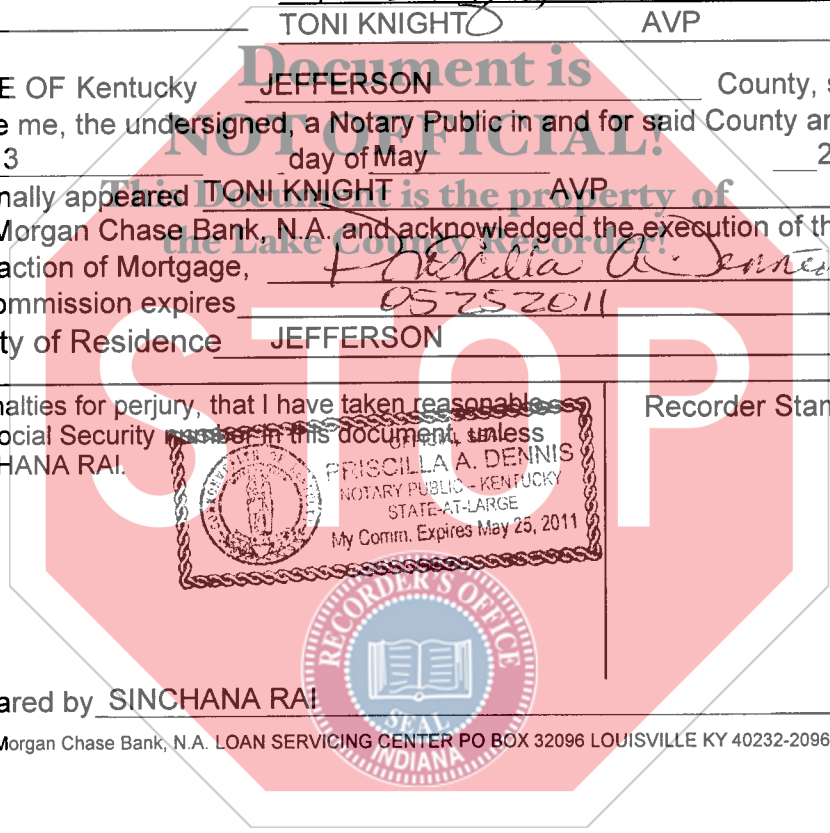 TONI KNIGHT AVP
E OF Kentucky JEFFERSON County, s
e me, the undersigned, a Notary Public in and for said County an
3 day of May 2
nally appeared TONI KNIGHT AVP
Morgan Chase Bank, N.A. and acknowledged the execution of th
action of Mortgage, Priscilla A. Dennis
ommission expires 05252011
ty of Residence JEFFERSON
nalties for perjury, that I have taken reasonable
ocial Security number in this document, unless
HANA RAI.
Recorder Stam
OFFICIAL SEAL
PRISCILLA A. DENNIS
NOTARY PUBLIC - KENTUCKY
STATE-AT-LARGE
My Comm. Expires May 25, 2011
ared by SINCHANA RAI
Morgan Chase Bank, N.A. LOAN SERVICING CENTER PO BOX 32096 LOUISVILLE KY 40232-2096
Document is
NOT OFFICIAL!
This Document is the property of
the Lake County Recorder!
STOP
RECORDER'S OFFICE
SEAL
INDIANA